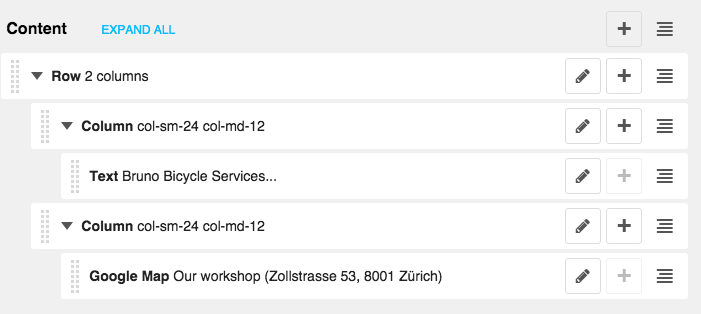 Content EXPAND ALL
Row 2 columns
Column col-sm-24 col-md-12
Text Bruno Bicycle Services...
Column col-sm-24 col-md-12
Google Map Our workshop (Zollstrasse 53, 8001 Zürich)